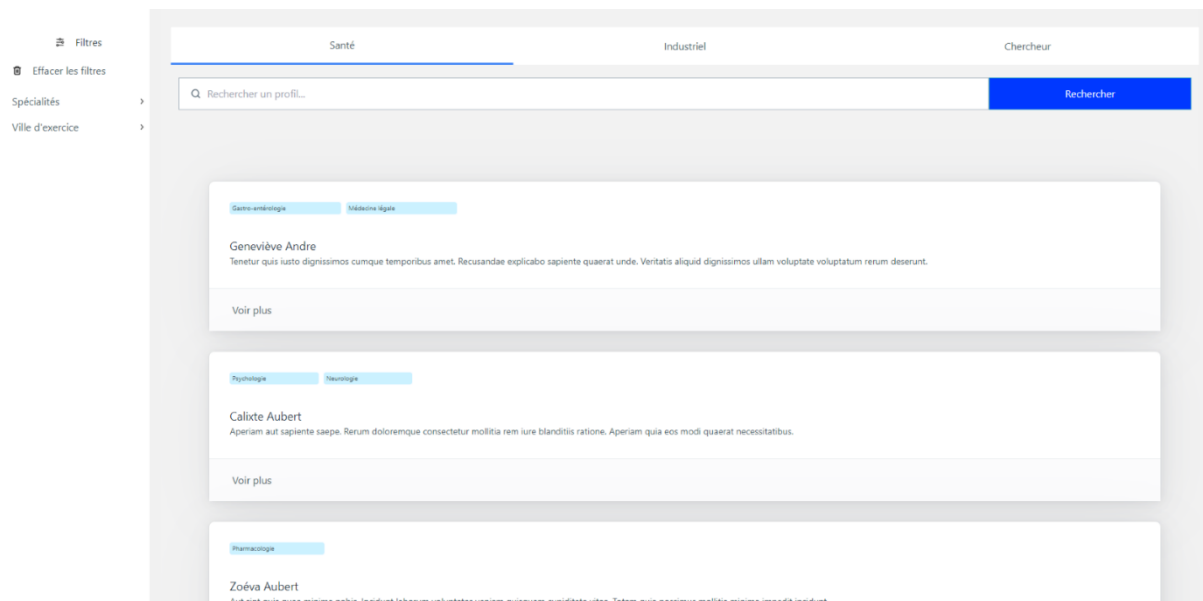 Filtres
Effacer les filtres
Spécialités
Ville d'exercice
Santé Industriel Chercheur
Rechercher un profil...
Rechercher
Gastro-entérologie Médecine légale
Geneviève Andre
Tenetur quis iusto dignissimos cumque temporibus amet. Recusandae explicabo sapiente quaerat unde. Veritatis aliquid dignissimos ullam voluptate voluptatum rerum deserunt.
Voir plus
Psychologie Neurologie
Calixte Aubert
Aperiam aut sapiente saepe. Rerum doloremque consectetur mollitia rem iure blanditiis ratione. Aperiam quia eos modi quaerat necessitatibus.
Voir plus
Pharmacologie
Zoéva Aubert